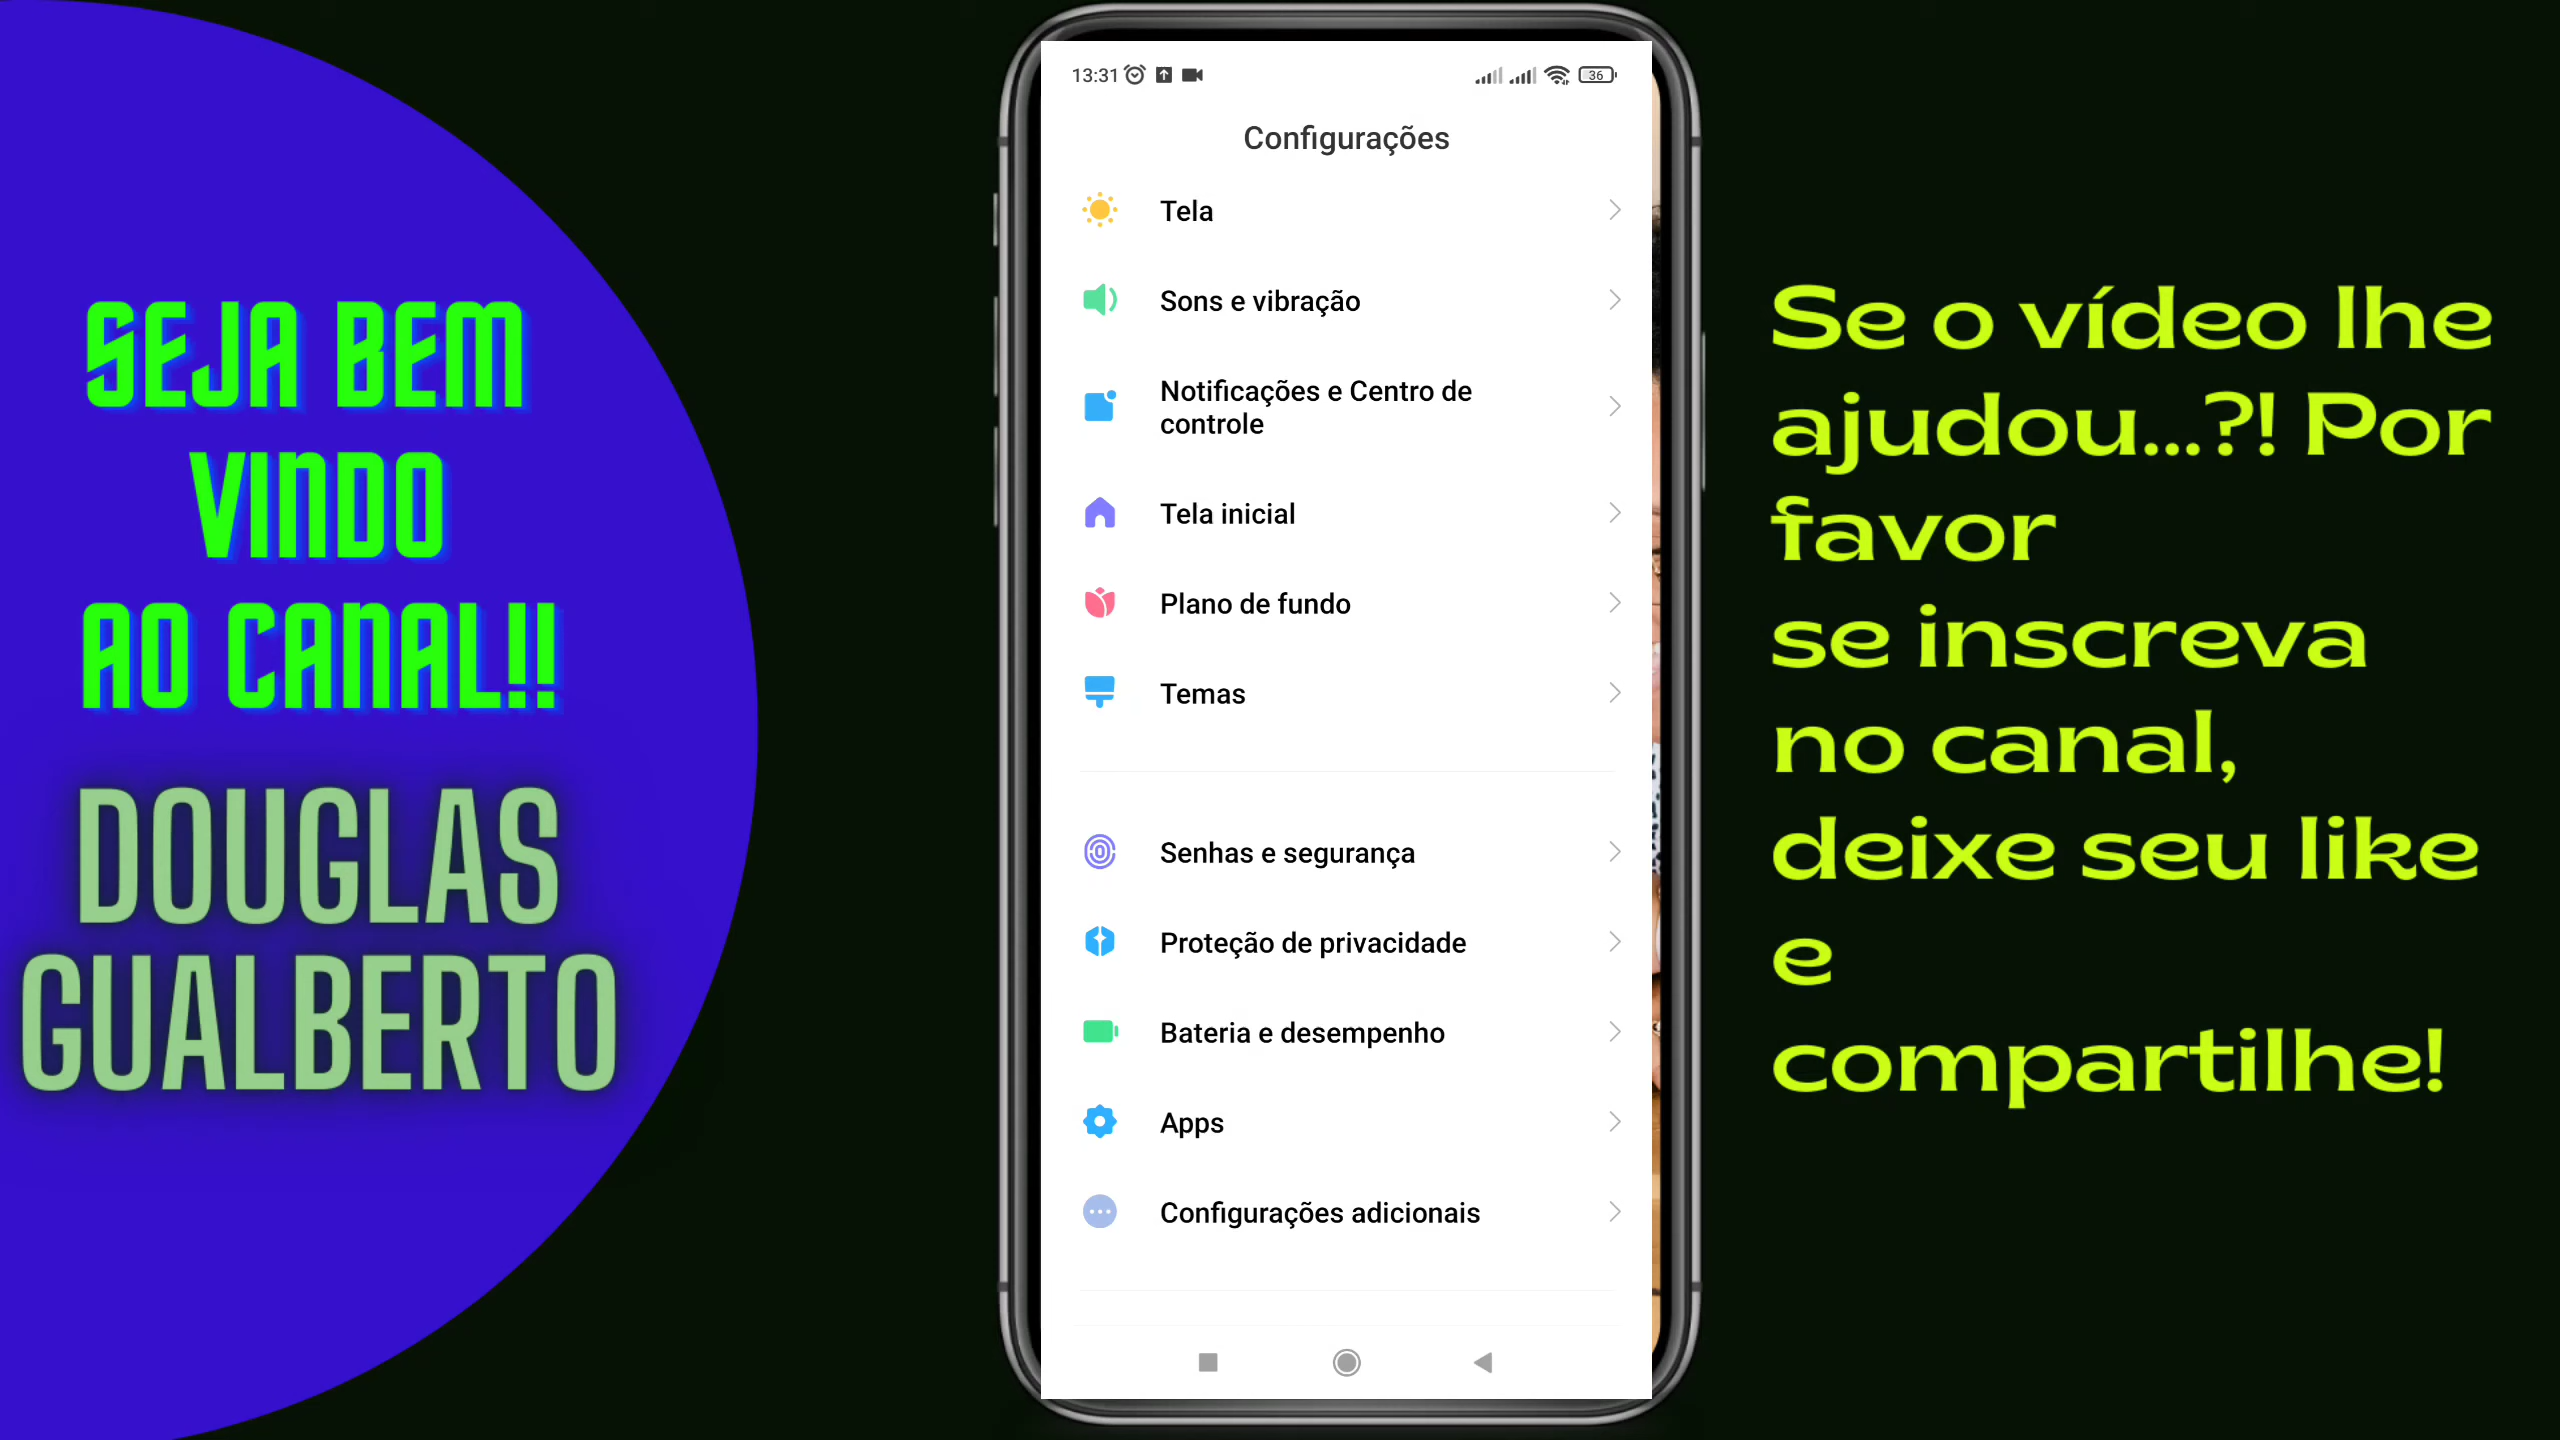 SEJA BEM
VINDO
AO CANAL!!
DOUGLAS
GUALBERTO
13:31
36
Configurações
Tela
Sons e vibração
Notificações e Centro de
controle
Tela inicial
Plano de fundo
Temas
Senhas e segurança
Proteção de privacidade
Bateria e desempenho
Apps
Configurações adicionais
Se o vídeo lhe
ajudou...?! Por
favor
se inscreva
no canal,
deixe seu like
e
compartilhe!